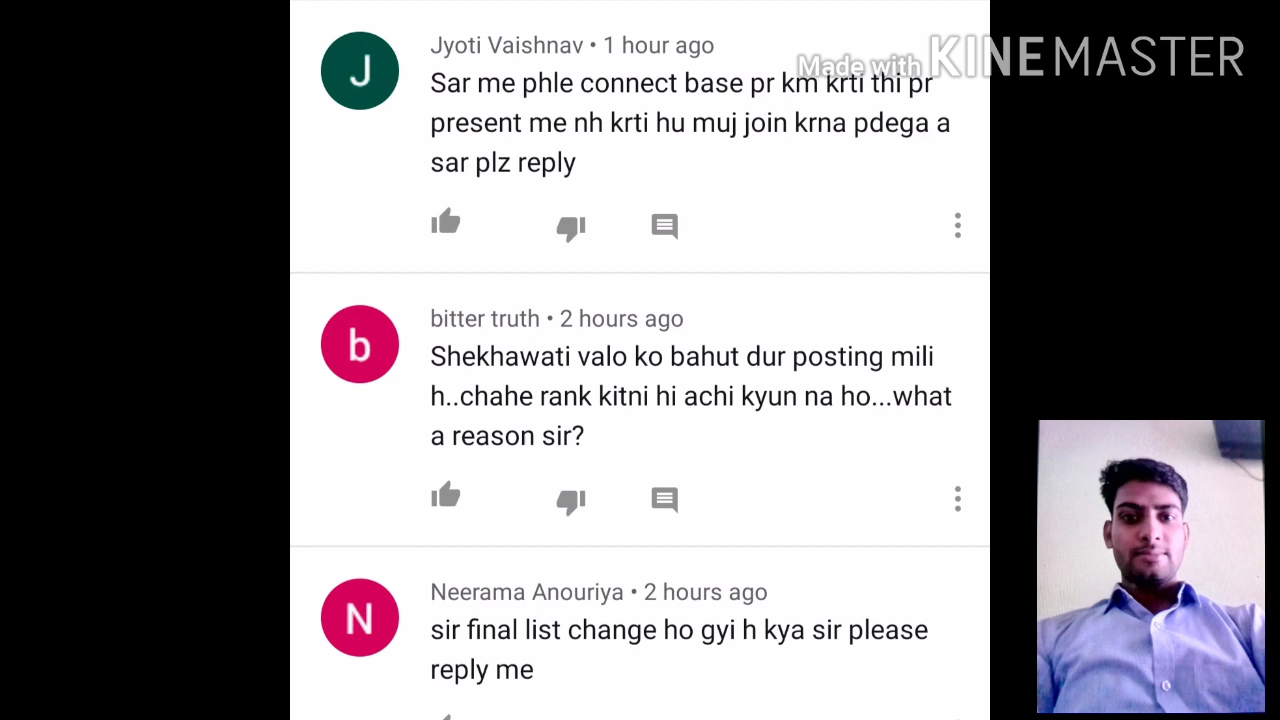 Made with KINEMASTER
J
Jyoti Vaishnav • 1 hour ago
Sar me phle connect base pr km krti thi pr
present me nh krti hu muj join krna pdega a
sar plz reply
b
bitter truth • 2 hours ago
Shekhawati valo ko bahut dur posting mili
h..chahe rank kitni hi achi kyun na ho...what
a reason sir?
N
Neerama Anouriya • 2 hours ago
sir final list change ho gyi h kya sir please
reply me